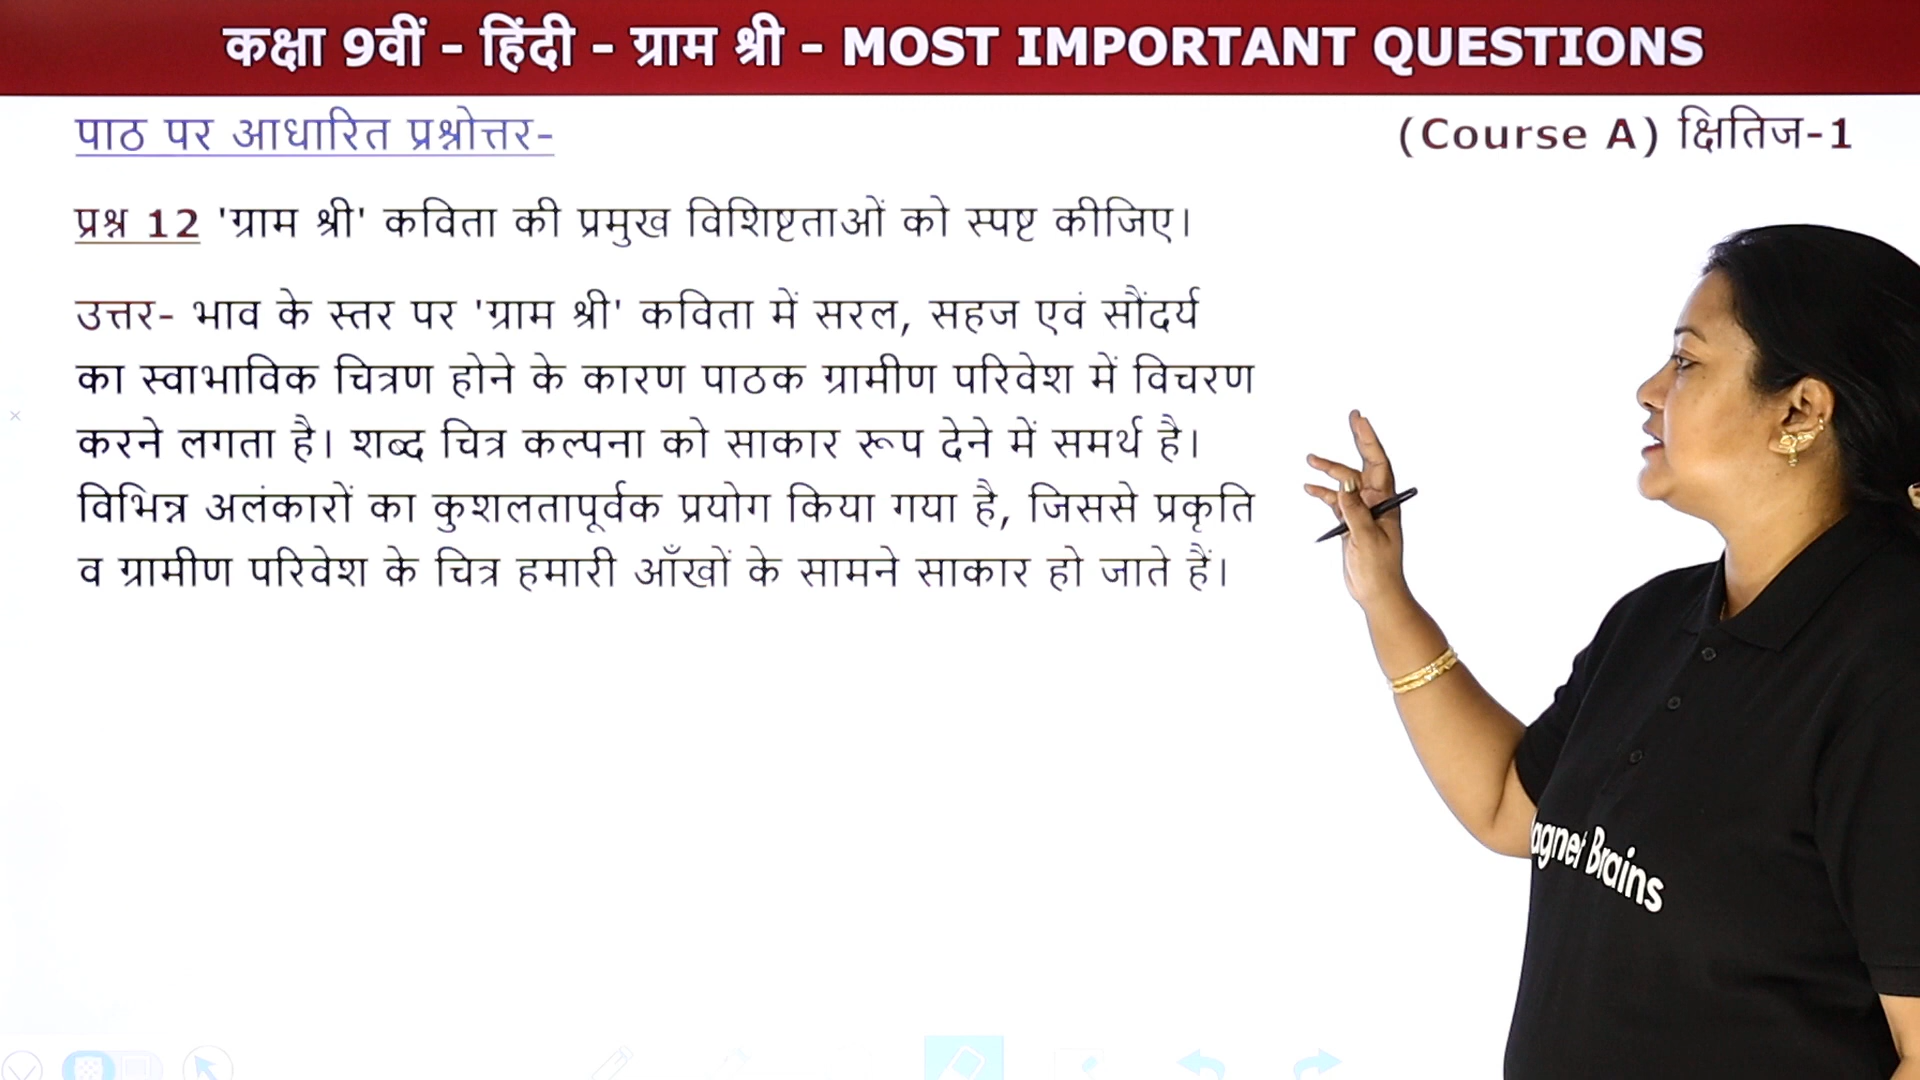 कक्षा 9वीं - हिंदी - ग्राम श्री - MOST IMPORTANT QUESTIONS
पाठ पर आधारित प्रश्नोत्तर-
(Course A) क्षितिज-1
प्रश्न 12 'ग्राम श्री' कविता की प्रमुख विशिष्टताओं को स्पष्ट कीजिए।
उत्तर- भाव के स्तर पर 'ग्राम श्री' कविता में सरल, सहज एवं सौंदर्य
का स्वाभाविक चित्रण होने के कारण पाठक ग्रामीण परिवेश में विचरण
करने लगता है। शब्द चित्र कल्पना को साकार रूप देने में समर्थ है।
विभिन्न अलंकारों का कुशलतापूर्वक प्रयोग किया गया है, जिससे प्रकृति
व ग्रामीण परिवेश के चित्र हमारी आँखों के सामने साकार हो जाते हैं।
agnet Brains